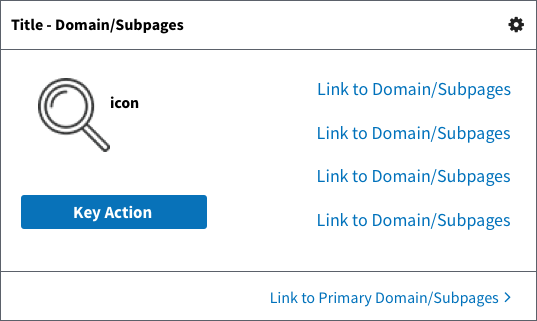 Title - Domain/Subpages
icon
Link to Domain/Subpages
Link to Domain/Subpages
Link to Domain/Subpages
Key Action
Link to Domain/Subpages
Link to Primary Domain/Subpages